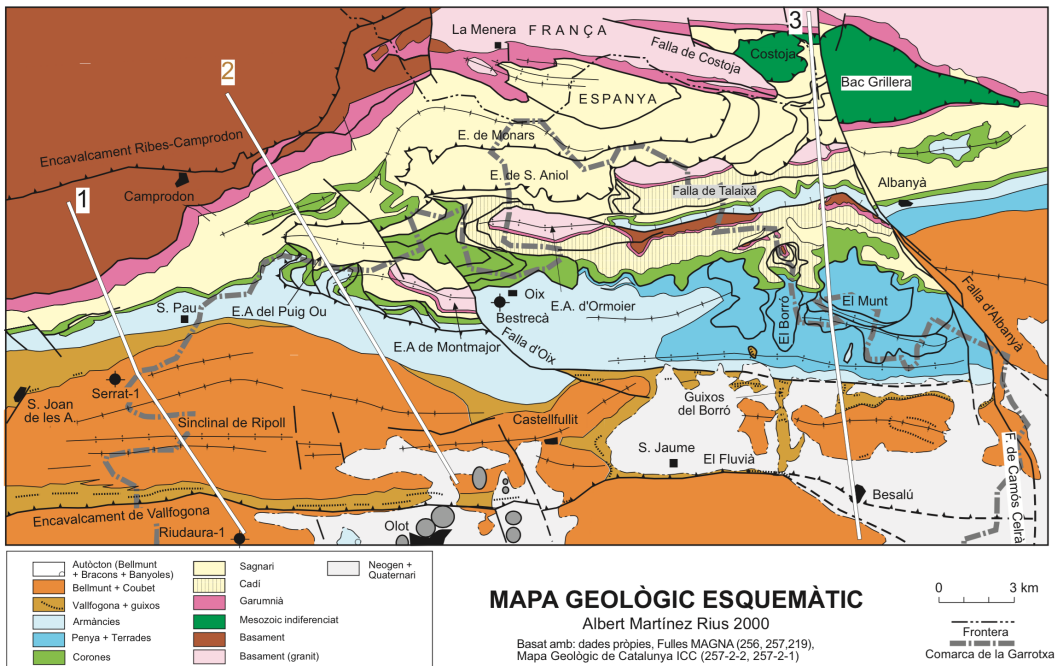 3
La Menera
FRANÇA
Falla de Costoja
Costoja
Bac Grillera
2
ESPANYA
E. de Monars
Encavalcament Ribes-Camprodon
E. de S. Aniol
Falla de Talaixà
Albanyà
1
Camprodon
S. Pau
E.A del Puig Ou
Oix
Bestrecà
E.A. d'Ormoier
El Borró
El Munt
Falla d'Albanyà
E.A de Montmajor
Falla d'Oix
Serrat-1
S. Joan
de les A.
Sinclinal de Ripoll
Castellfullit
Guixos
del Borró
S. Jaume
El Fluvià
F. de Camòs Celrà
Besalú
Encavalcament de Vallfogona
Riudaura-1
Olot
Autòcton (Bellmunt
+ Bracons + Banyoles)
Bellmunt + Coubet
Vallfogona + guixos
Armàncies
Penya + Terrades
Corones
Sagnari
Cadí
Garumnià
Mesozoic indiferenciat
Basament
Basament (granit)
Neogen +
Quaternari
MAPA GEOLÒGIC ESQUEMÀTIC
Albert Martínez Rius 2000
Basat amb: dades pròpies, Fulles MAGNA (256, 257,219),
Mapa Geològic de Catalunya ICC (257-2-2, 257-2-1)
0 3 km
Frontera
Comarca de la Garrotxa